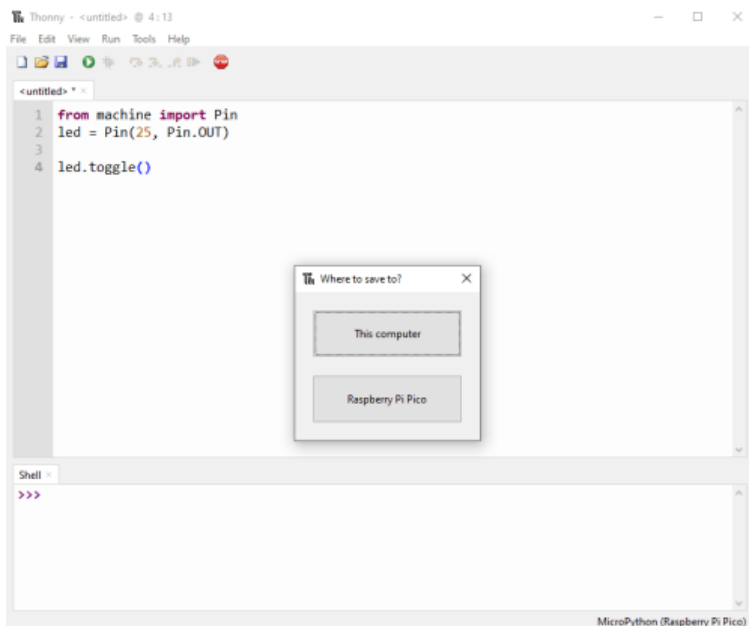 Thonny - <untitled> @ 4:13
File Edit View Run Tools Help
<untitled> *
1 from machine import Pin
2 led = Pin(25, Pin.OUT)
3
4 led.toggle()
Where to save to?
This computer
Raspberry Pi Pico
Shell
>>>
MicroPython (Raspberry Pi Pico)